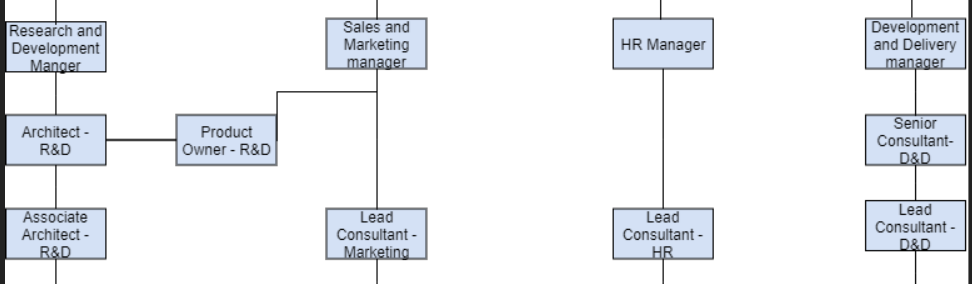 Research and
Development
Manger
Sales and
Marketing
manager
HR Manager
Development
and Delivery
manager
Architect -
R&D
Product
Owner - R&D
Senior
Consultant-
D&D
Associate
Architect -
R&D
Lead
Consultant -
Marketing
Lead
Consultant -
HR
Lead
Consultant -
D&D